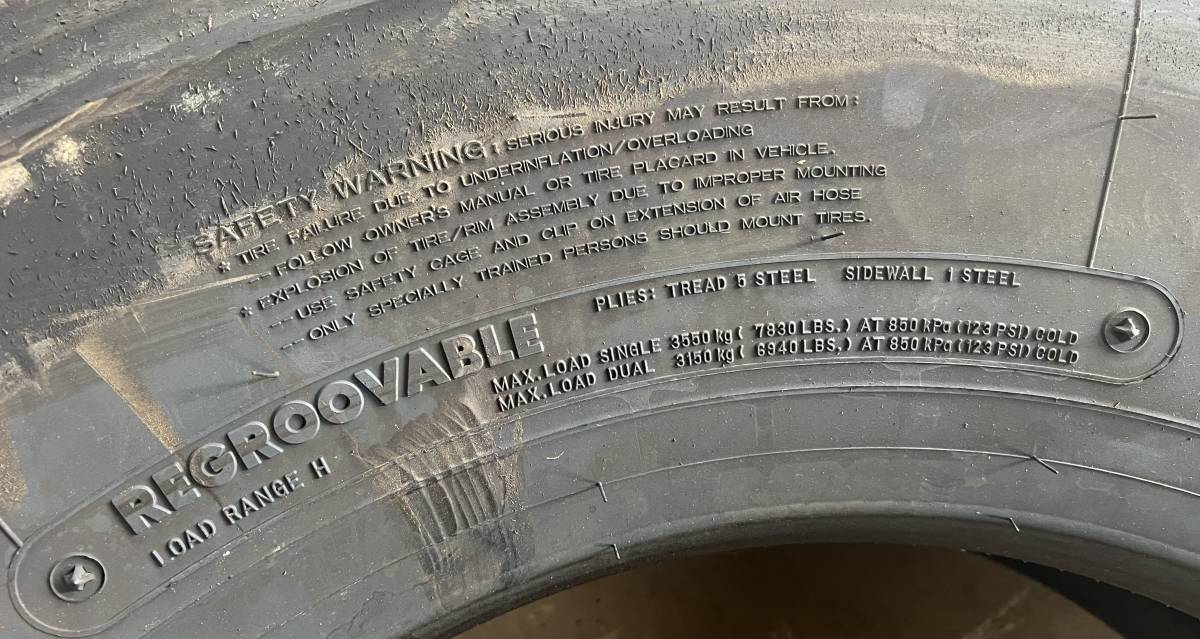 SAFETY WARNING: SERIOUS INJURY MAY RESULT FROM:
* TIRE FAILURE DUE TO UNDERINFLATION/OVERLOADING
-- FOLLOW OWNER'S MANUAL OR TIRE PLACARD IN VEHICLE.
* EXPLOSION OF TIRE/RIM ASSEMBLY DUE TO IMPROPER MOUNTING
-- USE SAFETY CAGE AND CLIP ON EXTENSION OF AIR HOSE
-- ONLY SPECIALLY TRAINED PERSONS SHOULD MOUNT TIRES.
PLIES: TREAD 5 STEEL SIDEWALL 1 STEEL
REGROOVABLE
MAX. LOAD SINGLE 3550 kg ( 7830 LBS.) AT 850 kPa (123 PSI) COLD
MAX. LOAD DUAL 3150 kg ( 6940 LBS.) AT 850 kPa (123 PSI) COLD
LOAD RANGE H